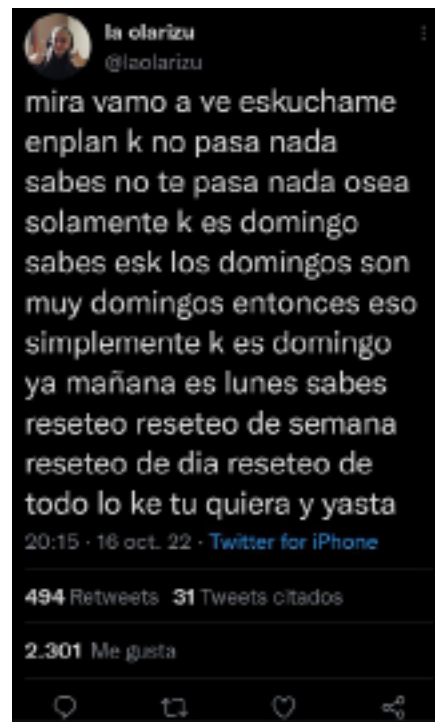 la olarizu
@laolarizu
mira vamo a ve eskuchame
enplan k no pasa nada
sabes no te pasa nada osea
solamente k es domingo
sabes esk los domingos son
muy domingos entonces eso
simplemente k es domingo
ya mañana es lunes sabes
reseteo reseteo de semana
reseteo de dia reseteo de
todo lo ke tu quiera y yasta
20:15 · 16 oct. 22 · Twitter for iPhone
494 Retweets 31 Tweets citados
2.301 Me gusta